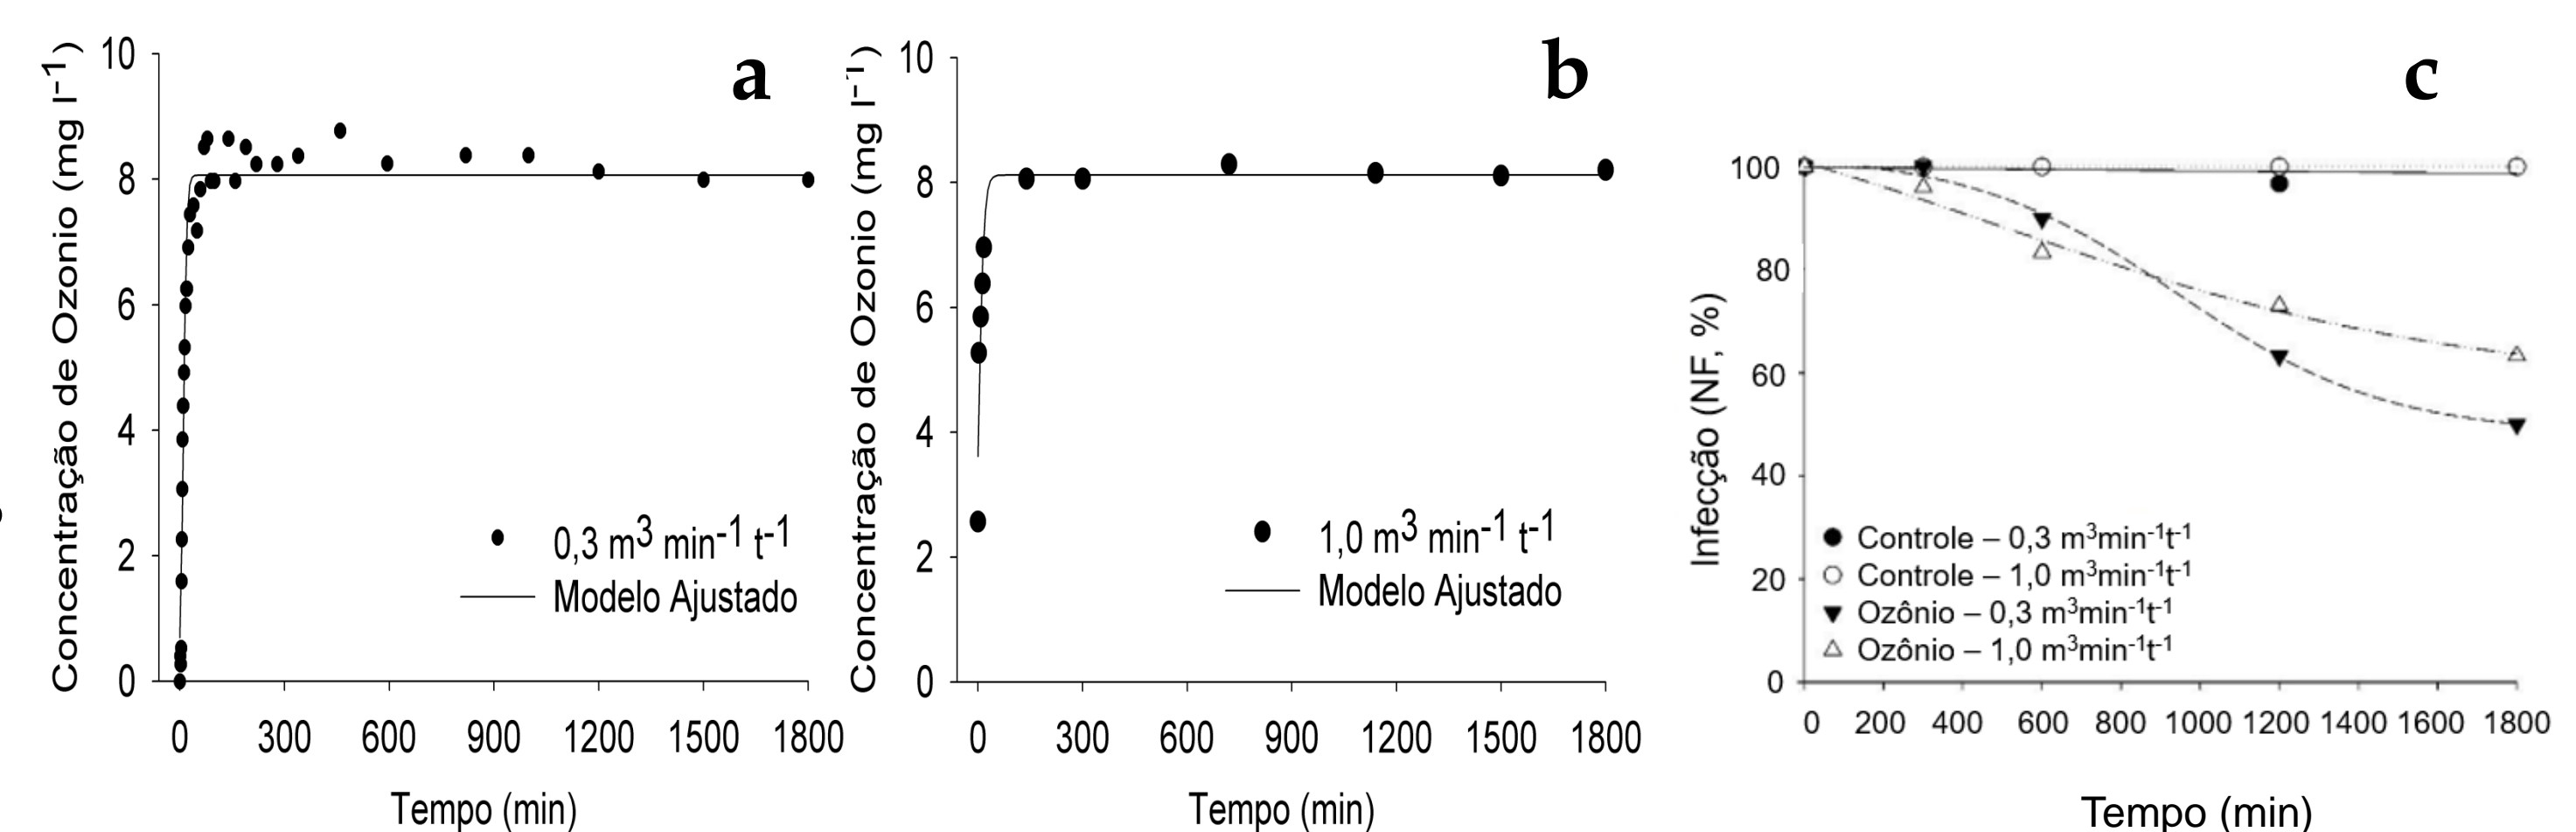 a
Concentração de Ozonio (mg l-1)
10
8
6
4
2
0
0,3 m3 min-1 t-1
Modelo Ajustado
0 300 600 900 1200 1500 1800
Tempo (min)
b
Concentração de Ozônio (mg l-1)
10
8
6
4
2
0
1,0 m3 min-1 t-1
Modelo Ajustado
0 300 600 900 1200 1500 1800
Tempo (min)
c
Infecção (NF, %)
100
80
60
40
20
0
Controle – 0,3 m3min-1t-1
Controle – 1,0 m3min-1t-1
Ozônio – 0,3 m3min-1t-1
Ozônio – 1,0 m3min-1t-1
0 200 400 600 800 1000 1200 1400 1600 1800
Tempo (min)